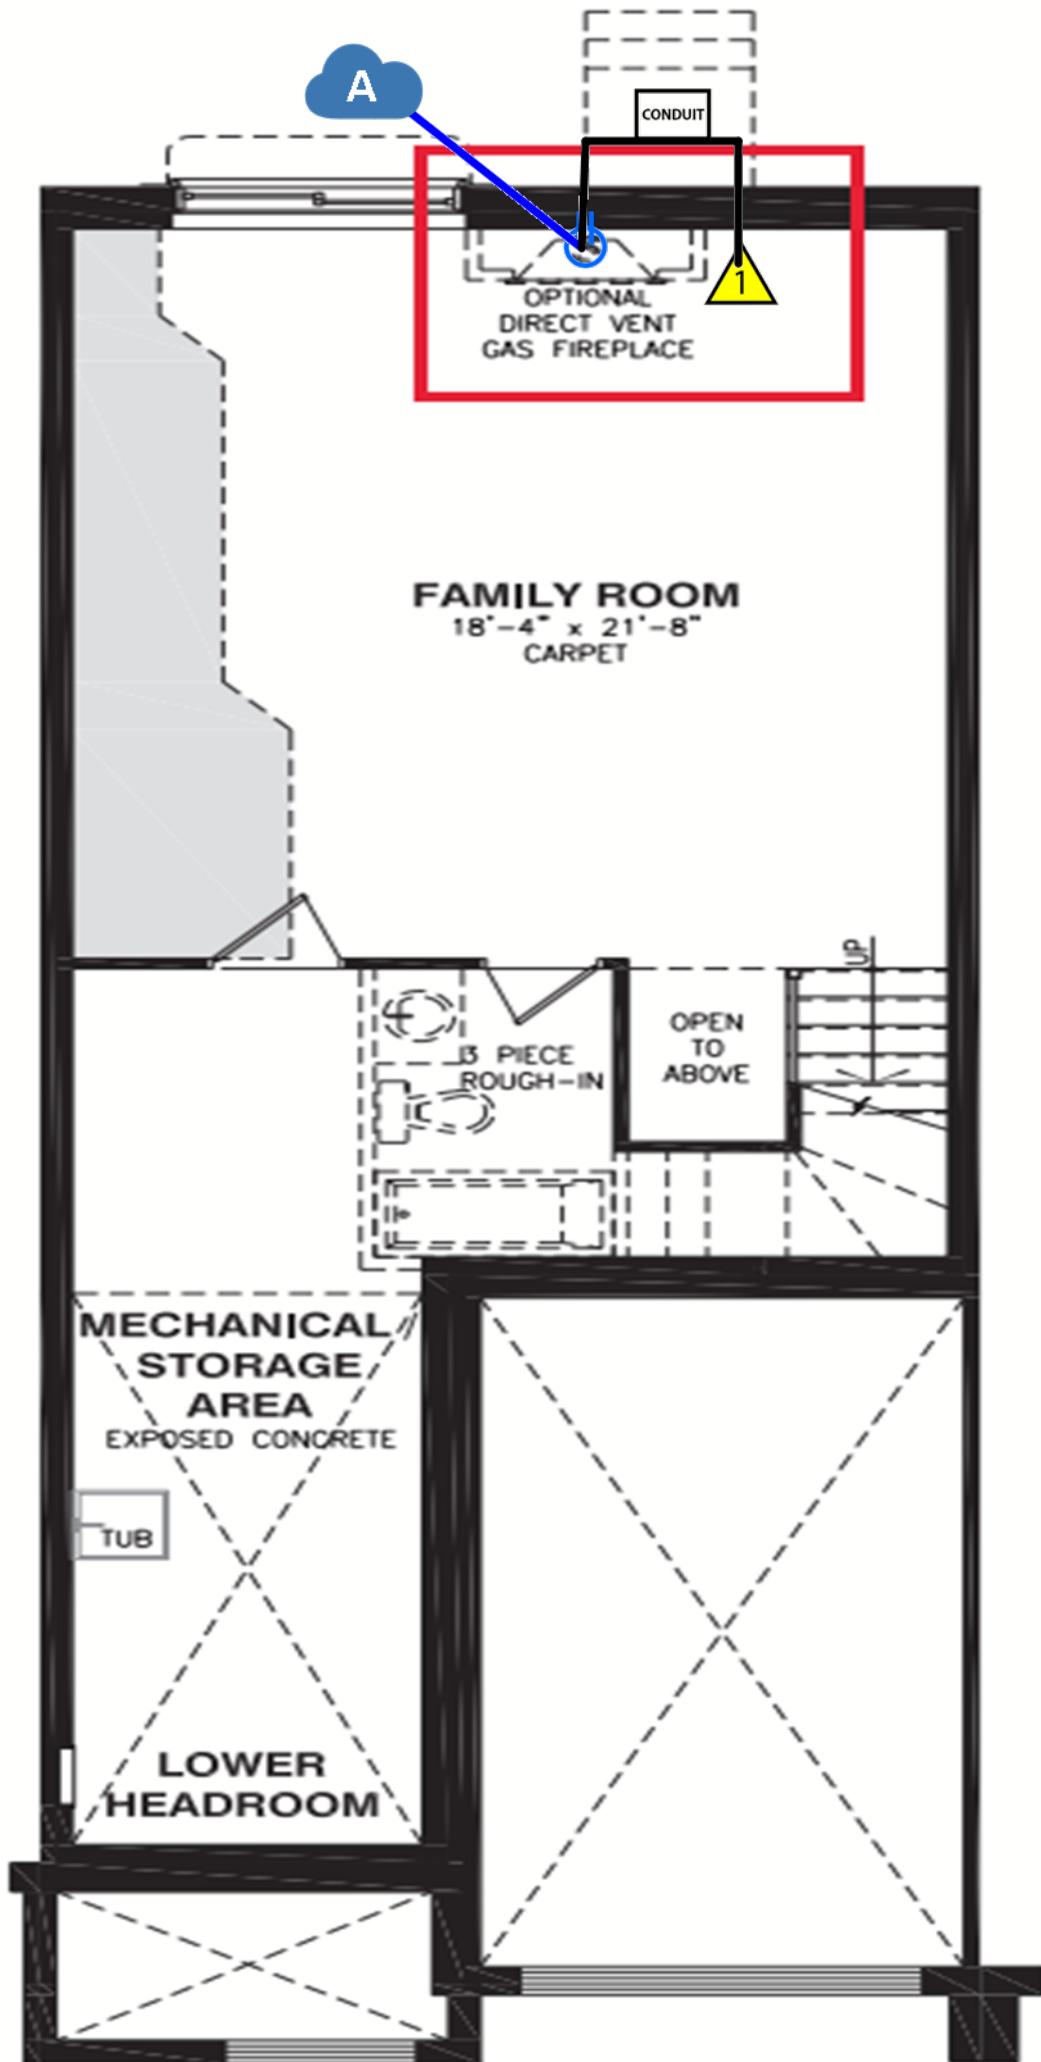 A
CONDUIT
1
OPTIONAL
DIRECT VENT
GAS FIREPLACE
FAMILY ROOM
18'-4" x 21'-8"
CARPET
UP
OPEN
TO
ABOVE
3 PIECE
ROUGH-IN
MECHANICAL
STORAGE
AREA
EXPOSED CONCRETE
TUB
LOWER
HEADROOM